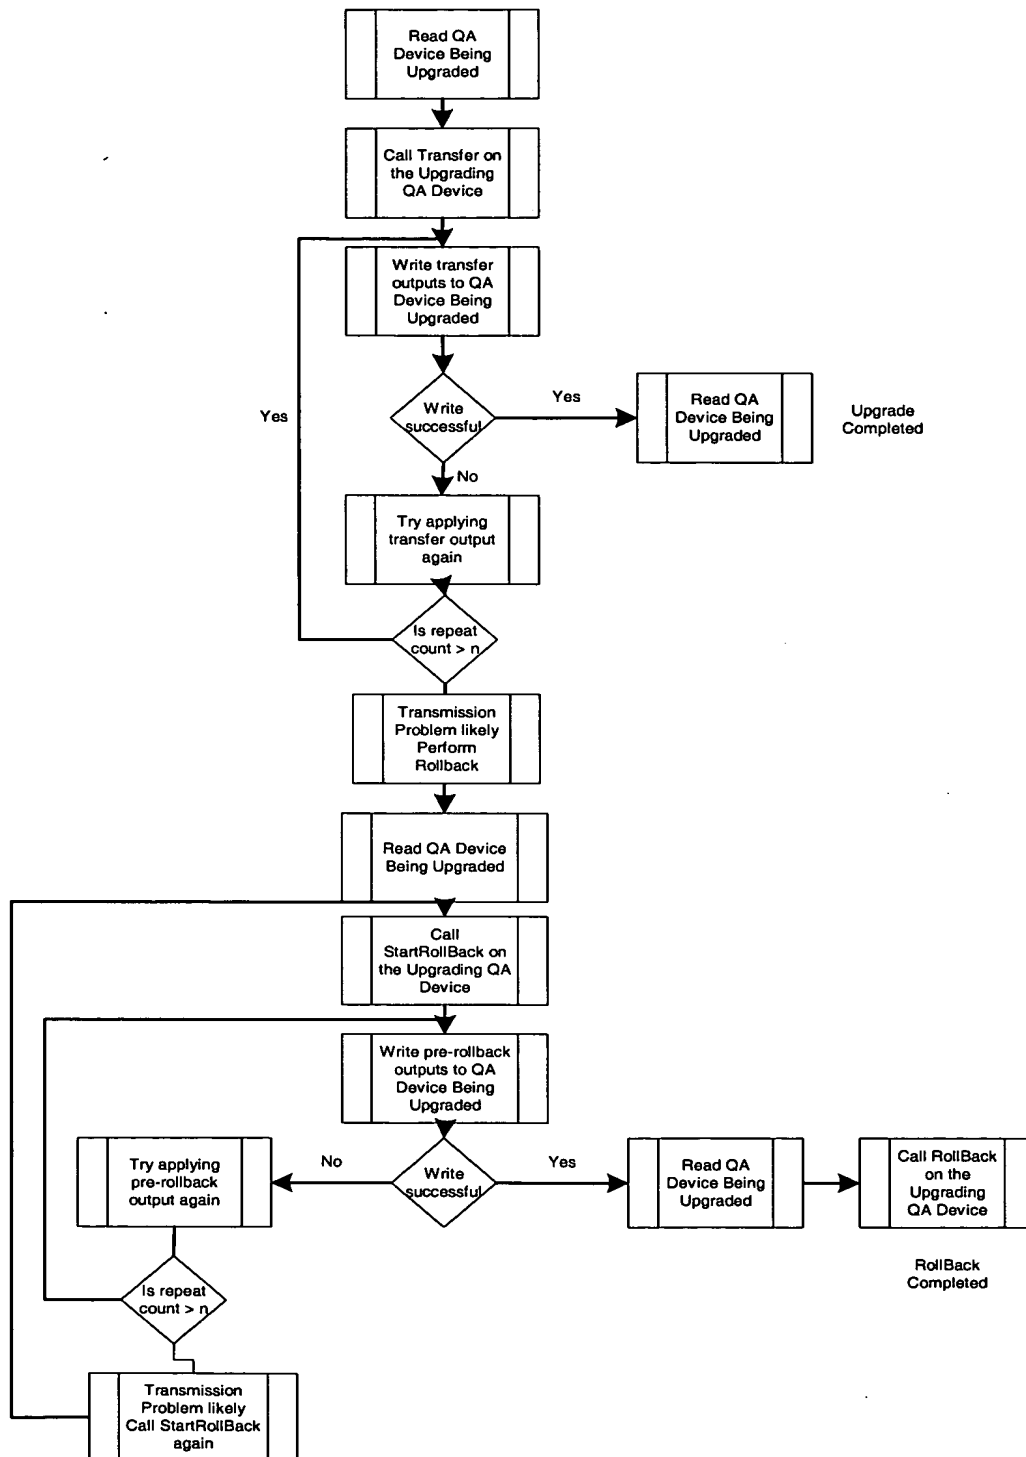 Read QA
Device Being
Upgraded
Call Transfer on
the Upgrading
QA Device
Write transfer
outputs to QA
Device Being
Upgraded
Write
successful
Yes
Read QA
Device Being
Upgraded
Upgrade
Completed
Yes
No
Try applying
transfer output
again
Is repeat
count > n
Transmission
Problem likely
Perform
Rollback
Read QA Device
Being Upgraded
Call
StartRollBack on
the Upgrading QA
Device
Write pre-rollback
outputs to QA
Device Being
Upgraded
Write
successful
No
Try applying
pre-rollback
output again
Yes
Read QA
Device Being
Upgraded
Call RollBack
on the
Upgrading
QA Device
RollBack
Completed
Is repeat
count > n
Transmission
Problem likely
Call StartRollBack
again